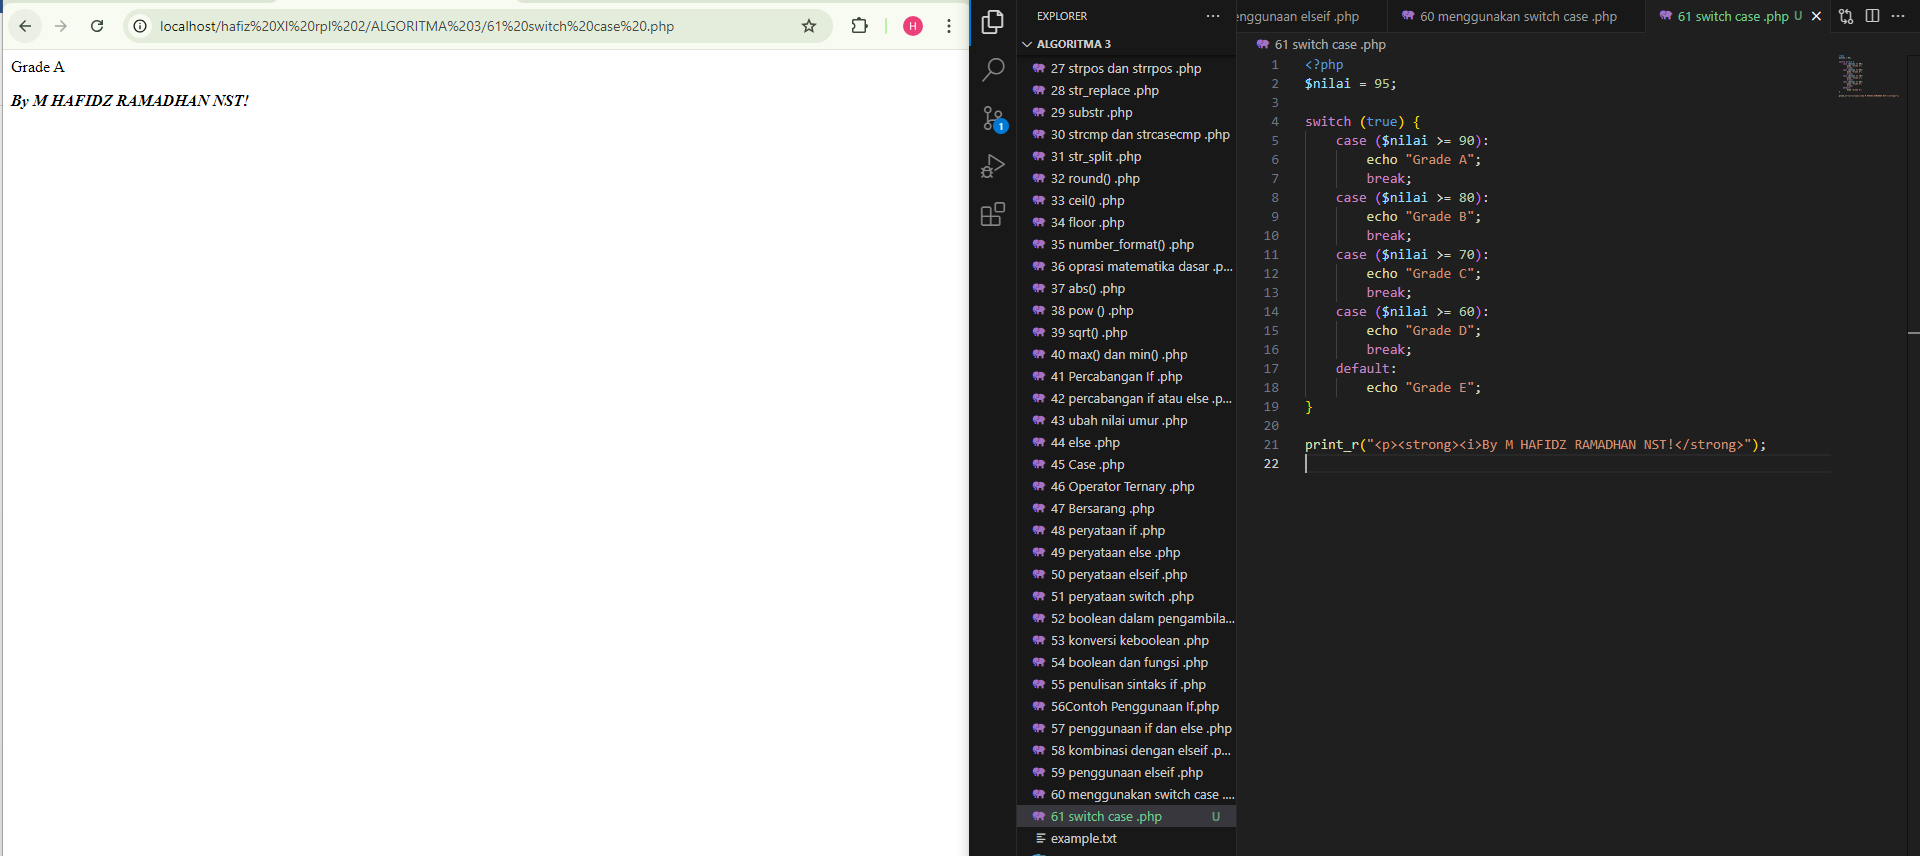 localhost/hafiz%20XI%20rpl%202/ALGORITMA%203/61%20switch%20case%20.php
H
Grade A
By M HAFIDZ RAMADHAN NST!
1
EXPLORER
ALGORITMA 3
27 strpos dan strrpos .php
28 str_replace .php
29 substr .php
30 strcmp dan strcasecmp .php
31 str_split .php
32 round() .php
33 ceil() .php
34 floor .php
35 number_format() .php
36 oprasi matematika dasar .p...
37 abs() .php
38 pow () .php
39 sqrt() .php
40 max() dan min() .php
41 Percabangan If .php
42 percabangan if atau else .p...
43 ubah nilai umur .php
44 else .php
45 Case .php
46 Operator Ternary .php
47 Bersarang .php
48 peryataan if .php
49 peryataan else .php
50 peryataan elseif .php
51 peryataan switch .php
52 boolean dalam pengambila...
53 konversi keboolean .php
54 boolean dan fungsi .php
55 penulisan sintaks if .php
56Contoh Penggunaan If.php
57 penggunaan if dan else .php
58 kombinasi dengan elseif .p...
59 penggunaan elseif .php
60 menggunakan switch case ....
61 switch case .php U
example.txt
enggunaan elseif .php
60 menggunakan switch case .php
61 switch case .php U
61 switch case .php
1 <?php
2 $nilai = 95;
3
4 switch (true) {
5 case ($nilai >= 90):
6 echo "Grade A";
7 break;
8 case ($nilai >= 80):
9 echo "Grade B";
10 break;
11 case ($nilai >= 70):
12 echo "Grade C";
13 break;
14 case ($nilai >= 60):
15 echo "Grade D";
16 break;
17 default:
18 echo "Grade E";
19 }
20
21 print_r("<p><strong><i>By M HAFIDZ RAMADHAN NST!</strong>");
22